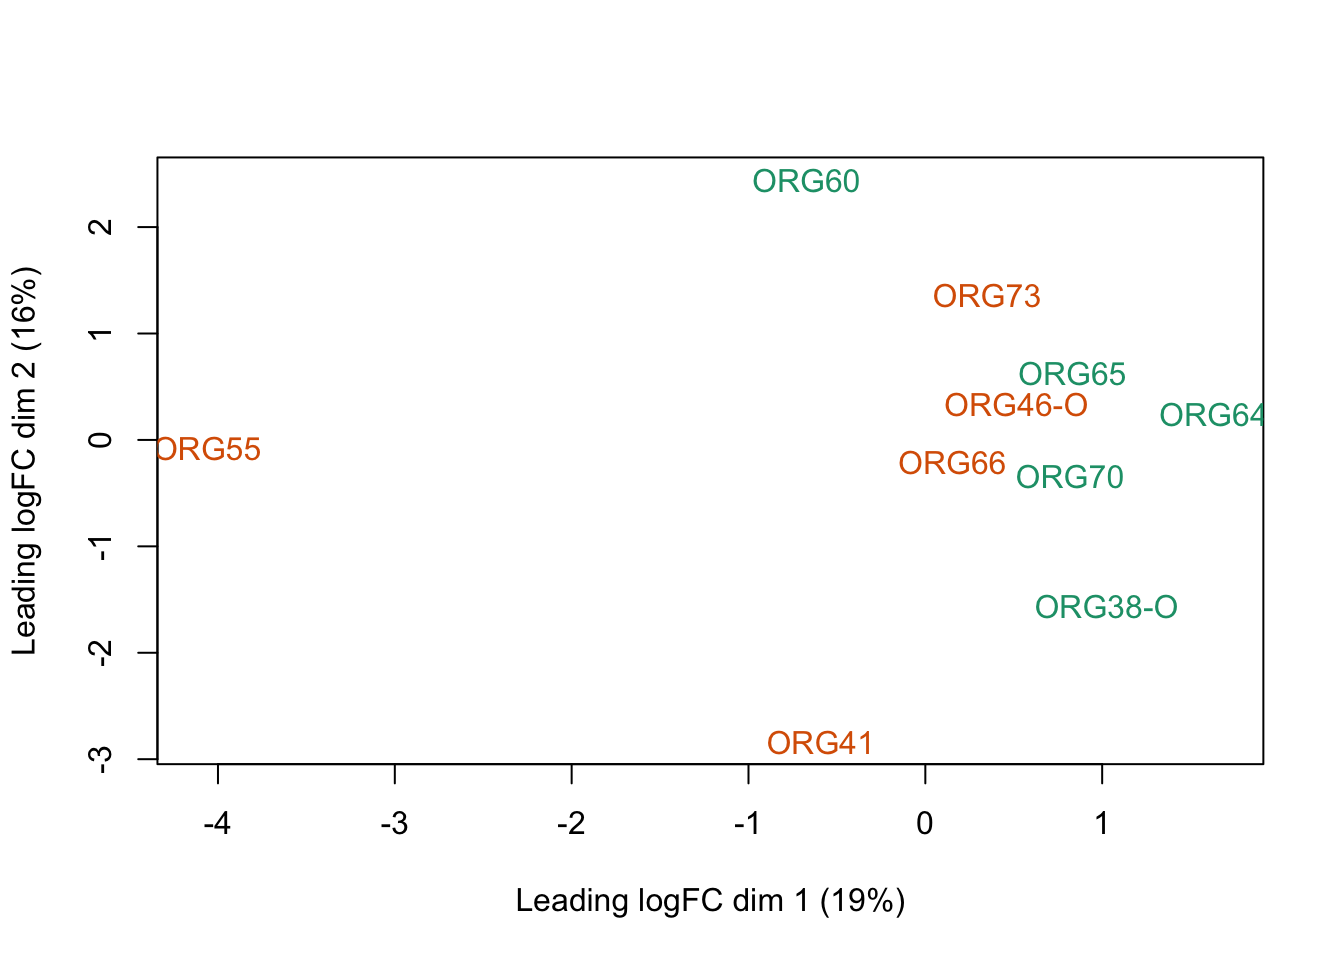 ORG60
2
ORG73
1
ORG65
ORG46-O
ORG64
0
ORG55
ORG66
ORG70
-1
ORG38-O
-2
ORG41
-3
Leading logFC dim 2 (16%)
-4 -3 -2 -1 0 1
Leading logFC dim 1 (19%)